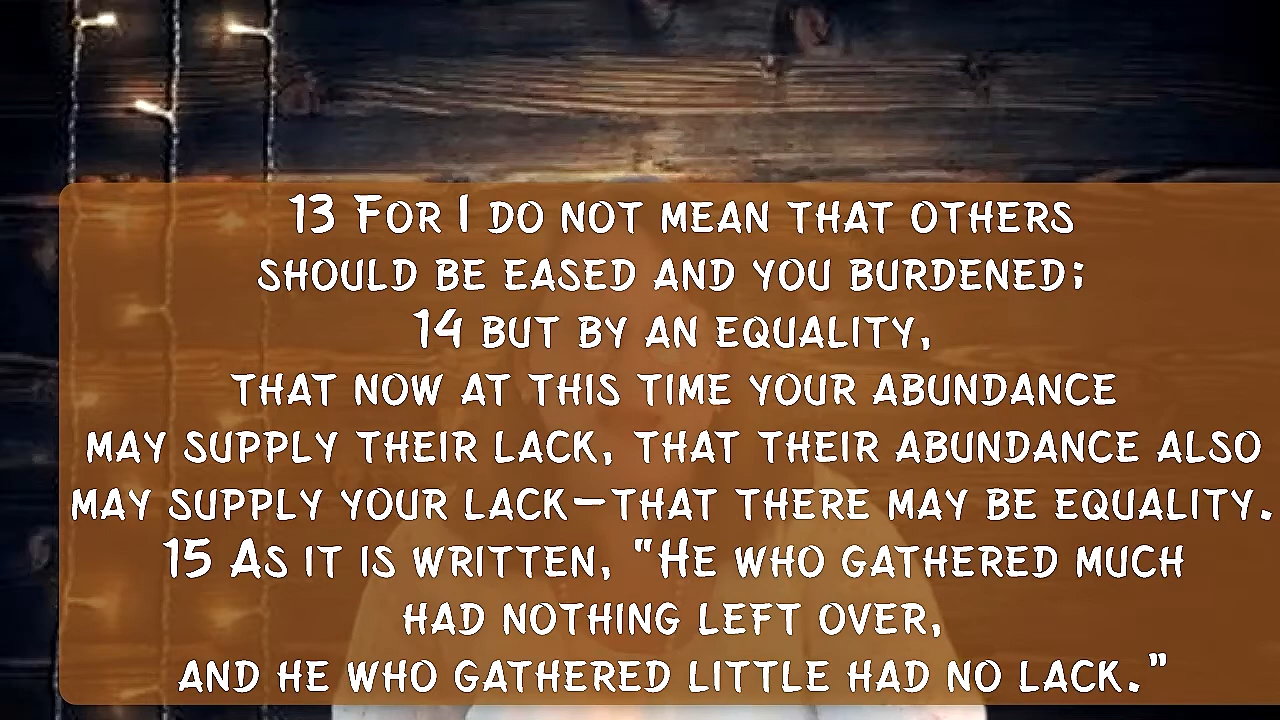 13 For I do not mean that others
should be eased and you burdened;
14 but by an equality,
that now at this time your abundance
may supply their lack, that their abundance also
may supply your lack—that there may be equality.
15 As it is written, “He who gathered much
had nothing left over,
and he who gathered little had no lack.”